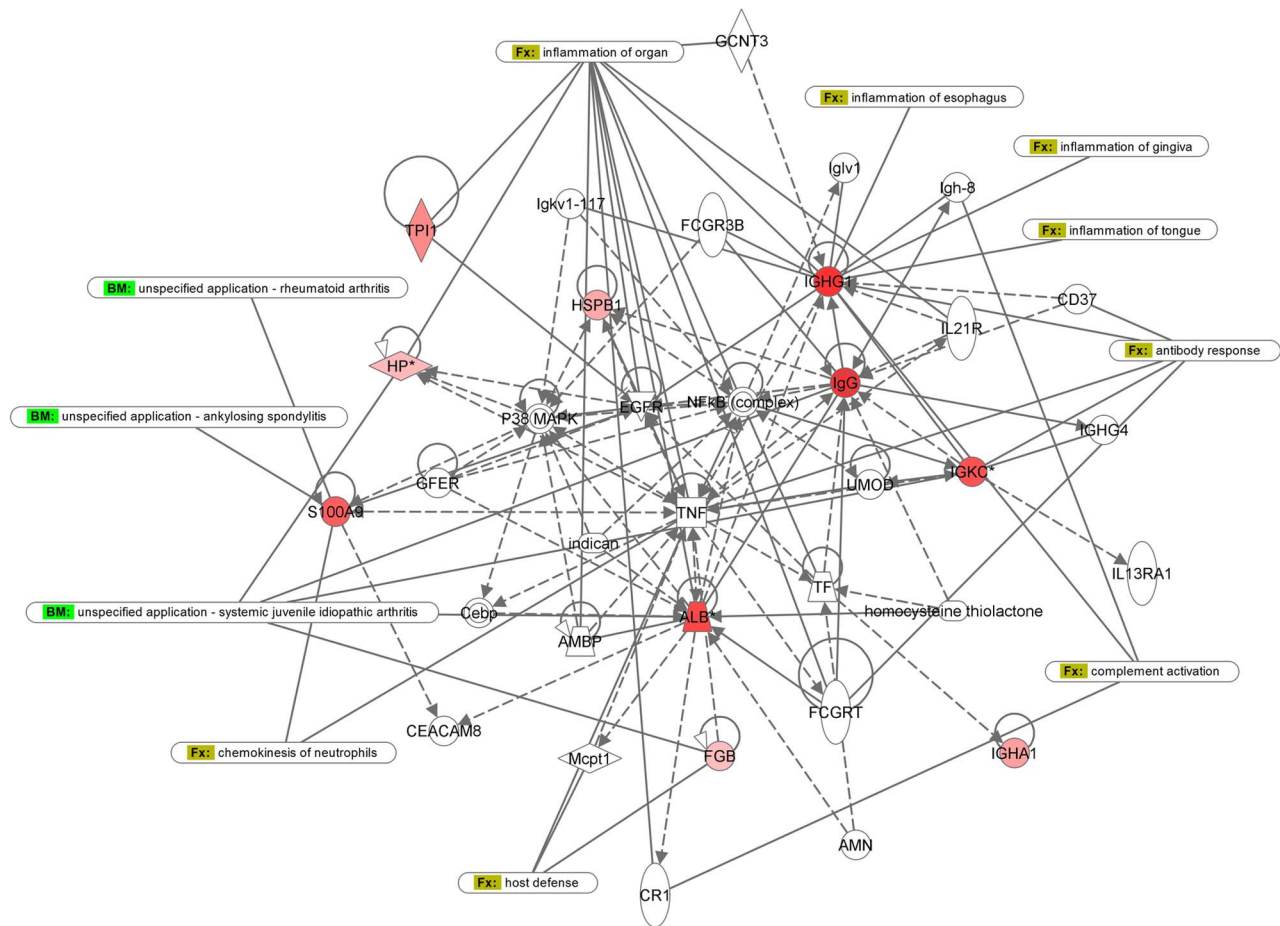 GCNT3
Fx: inflammation of organ
Fx: inflammation of esophagus
Fx: inflammation of gingiva
Iglv1
Igh-8
Igkv1-117
FCGR3B
TPI1
Fx: inflammation of tongue
IGHG1
BM: unspecified application - rheumatoid arthritis
HSPB1
CD37
IL21R
Fx: antibody response
HP*
IgG
EGFR
NFkB (complex)
P38 MAPK
BM: unspecified application - ankylosing spondylitis
IGHG4
IGKC*
GFER
UMOD
S100A9
TNF
indican
IL13RA1
TF
BM: unspecified application - systemic juvenile idiopathic arthritis
Cebp
ALB*
homocysteine thiolactone
AMBP
Fx: complement activation
FCGRT
CEACAM8
Fx: chemokinesis of neutrophils
Mcpt1
FGB
IGHA1
AMN
Fx: host defense
CR1